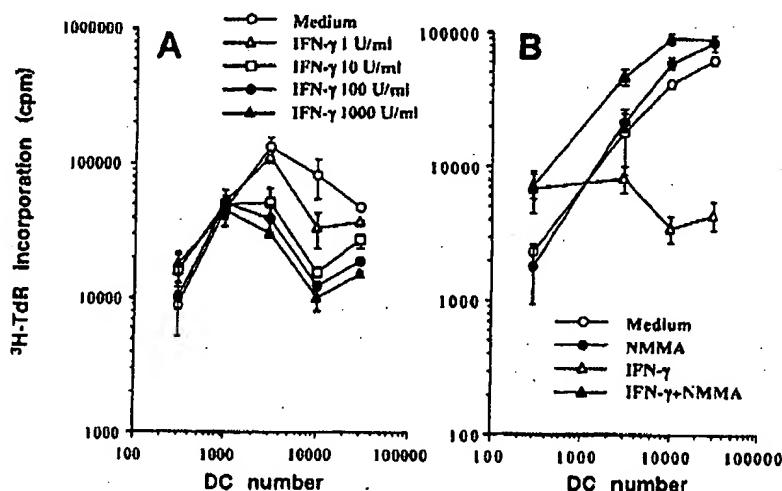 A
Medium
IFN-γ 1 U/ml
IFN-γ 10 U/ml
IFN-γ 100 U/ml
IFN-γ 1000 U/ml
³H-TdR incorporation (cpm)
1000000
100000
10000
1000
100
1000
10000
100000
DC number
B
100000
10000
1000
100
Medium
NMMA
IFN-γ
IFN-γ+NMMA
100
1000
10000
100000
DC number